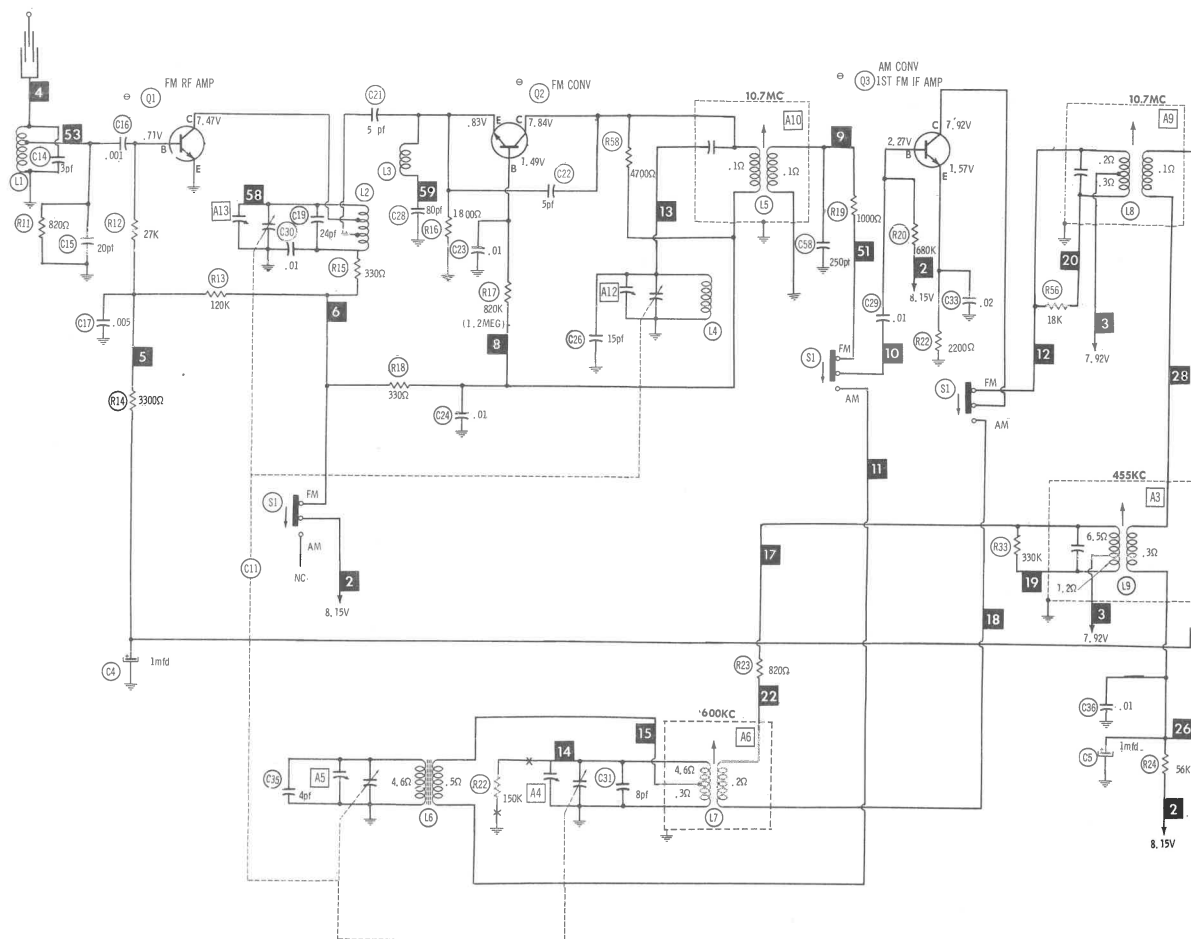 4
53
C14
3pf
L1
R11
820Ω
C15
20pf
C16
.001
R12
27K
⊖ Q1 FM RF AMP
C 7.47V
.71V
B
E
A13
58
C19
24pf
L2
C30
.01
R15
330Ω
R13
120K
C17
.005
6
5
R14
3300Ω
C21
5 pf
L3
59
C28
80pf
1800Ω
R16
⊖
Q2 FM CONV
.83V E
C 7.84V
B
1.49V
C22
5pf
C23
.01
R17
820K
(1.2MEG)
8
R18
330Ω
C24
.01
R58
4700Ω
13
A12
C26
15pf
L4
10.7MC
A10
.1Ω
.1Ω
L5
9
R19
1000Ω
C58
250pf
51
S1
FM
AM
10
11
⊖ Q3
AM CONV
1ST FM IF AMP
C 7.92V
2.27V
B
1.57V
E
R20
680K
2
8.15V
C29
.01
C33
.02
R22
2200Ω
S1
FM
AM
12
10.7MC
A9
.2Ω
.3Ω
.1Ω
L8
20
R56
18K
3
7.92V
28
S1
FM
AM
NC
2
8.15V
C11
455KC
A3
R33
330K
6.5Ω
.3Ω
19
1.2Ω
L9
3
7.92V
17
18
C4
1mfd
R23
820Ω
22
C36
.01
26
C5
1mfd
R24
56K
2
8.15V
C35
4pf
A5
4.6Ω
.5Ω
L6
15
14
R22
150K
A4
C31
8pf
600KC
A6
4.6Ω
.3Ω
.2Ω
L7